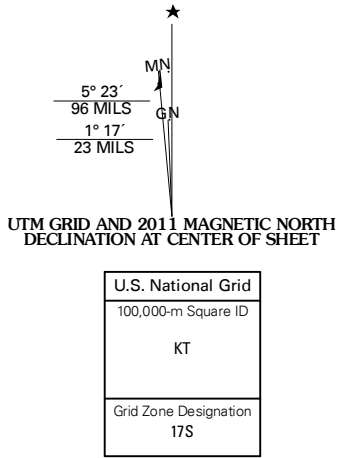 ★
MN
5° 23´
96 MILS
GN
1° 17´
23 MILS
UTM GRID AND 2011 MAGNETIC NORTH
DECLINATION AT CENTER OF SHEET
U.S. National Grid
100,000-m Square ID
KT
Grid Zone Designation
17S